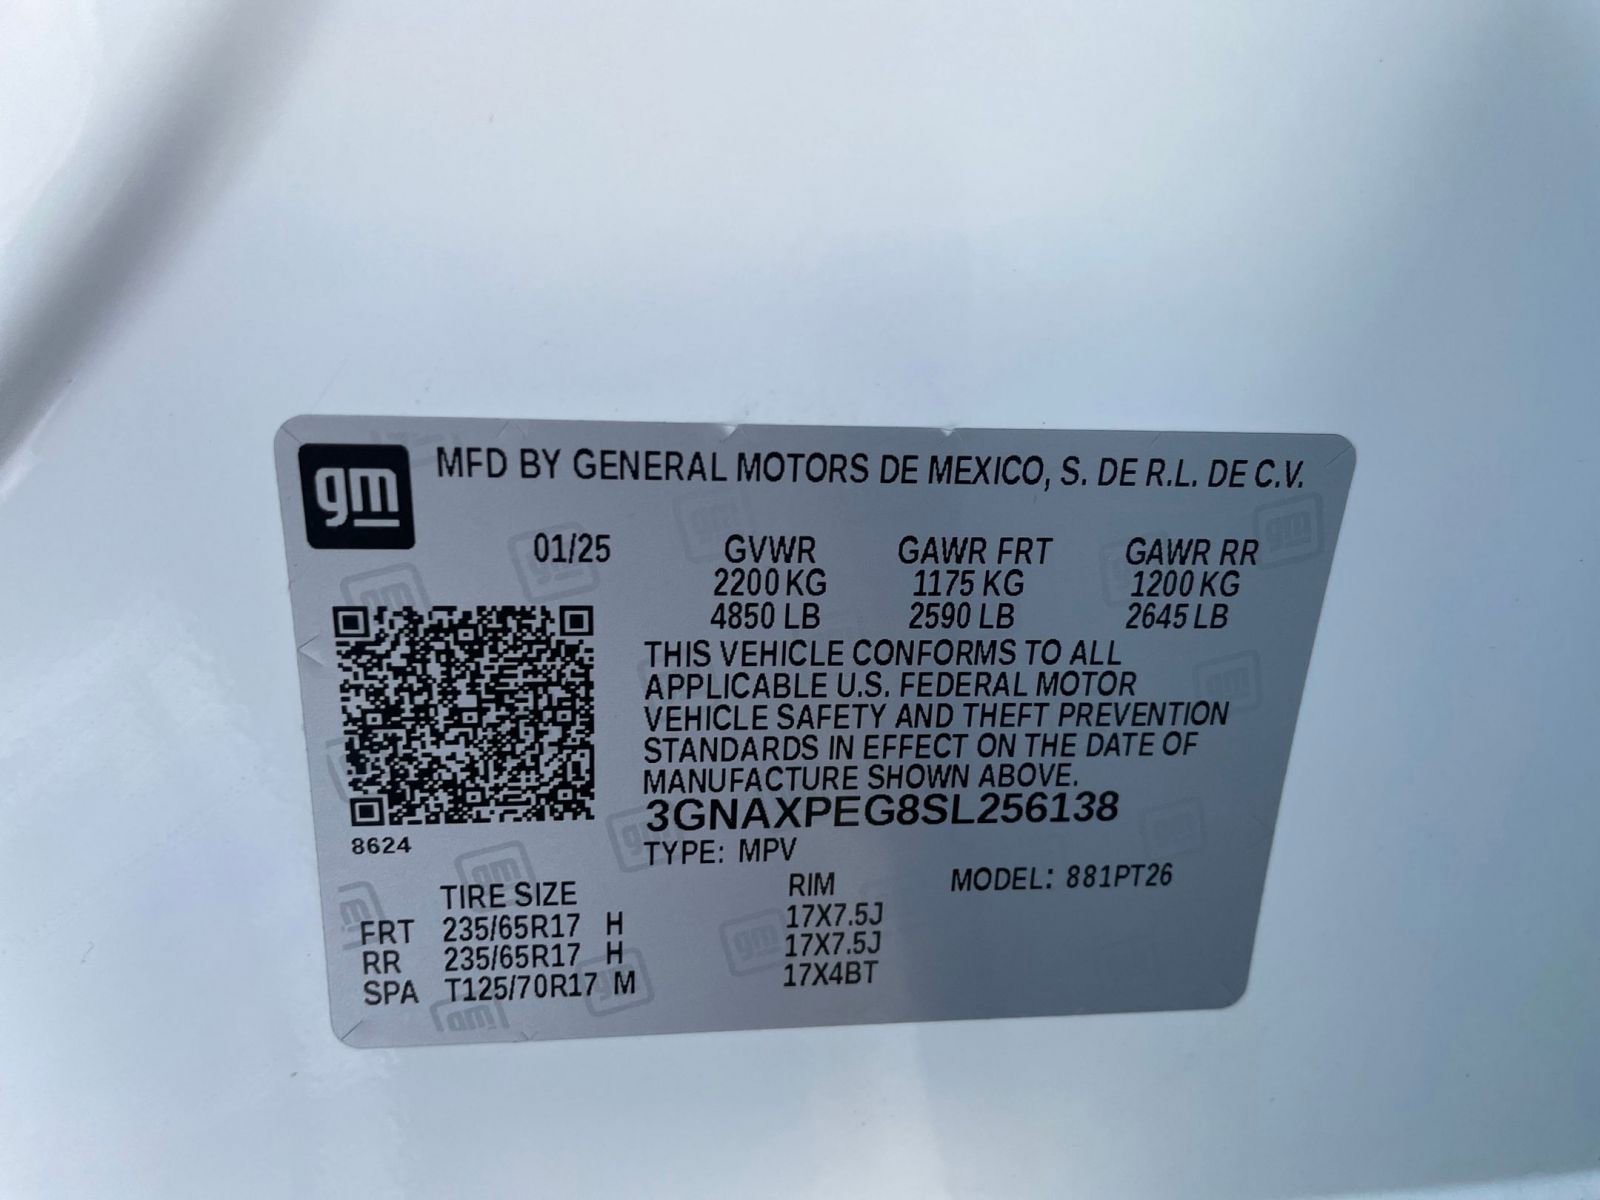 gm MFD BY GENERAL MOTORS DE MEXICO, S. DE R.L. DE C.V.
01/25 GVWR GAWR FRT GAWR RR
2200 KG 1175 KG 1200 KG
4850 LB 2590 LB 2645 LB
THIS VEHICLE CONFORMS TO ALL
APPLICABLE U.S. FEDERAL MOTOR
VEHICLE SAFETY AND THEFT PREVENTION
STANDARDS IN EFFECT ON THE DATE OF
MANUFACTURE SHOWN ABOVE.
3GNAXPEG8SL256138
8624 TYPE: MPV
TIRE SIZE RIM MODEL: 881PT26
FRT 235/65R17 H 17X7.5J
RR 235/65R17 H 17X7.5J
SPA T125/70R17 M 17X4BT